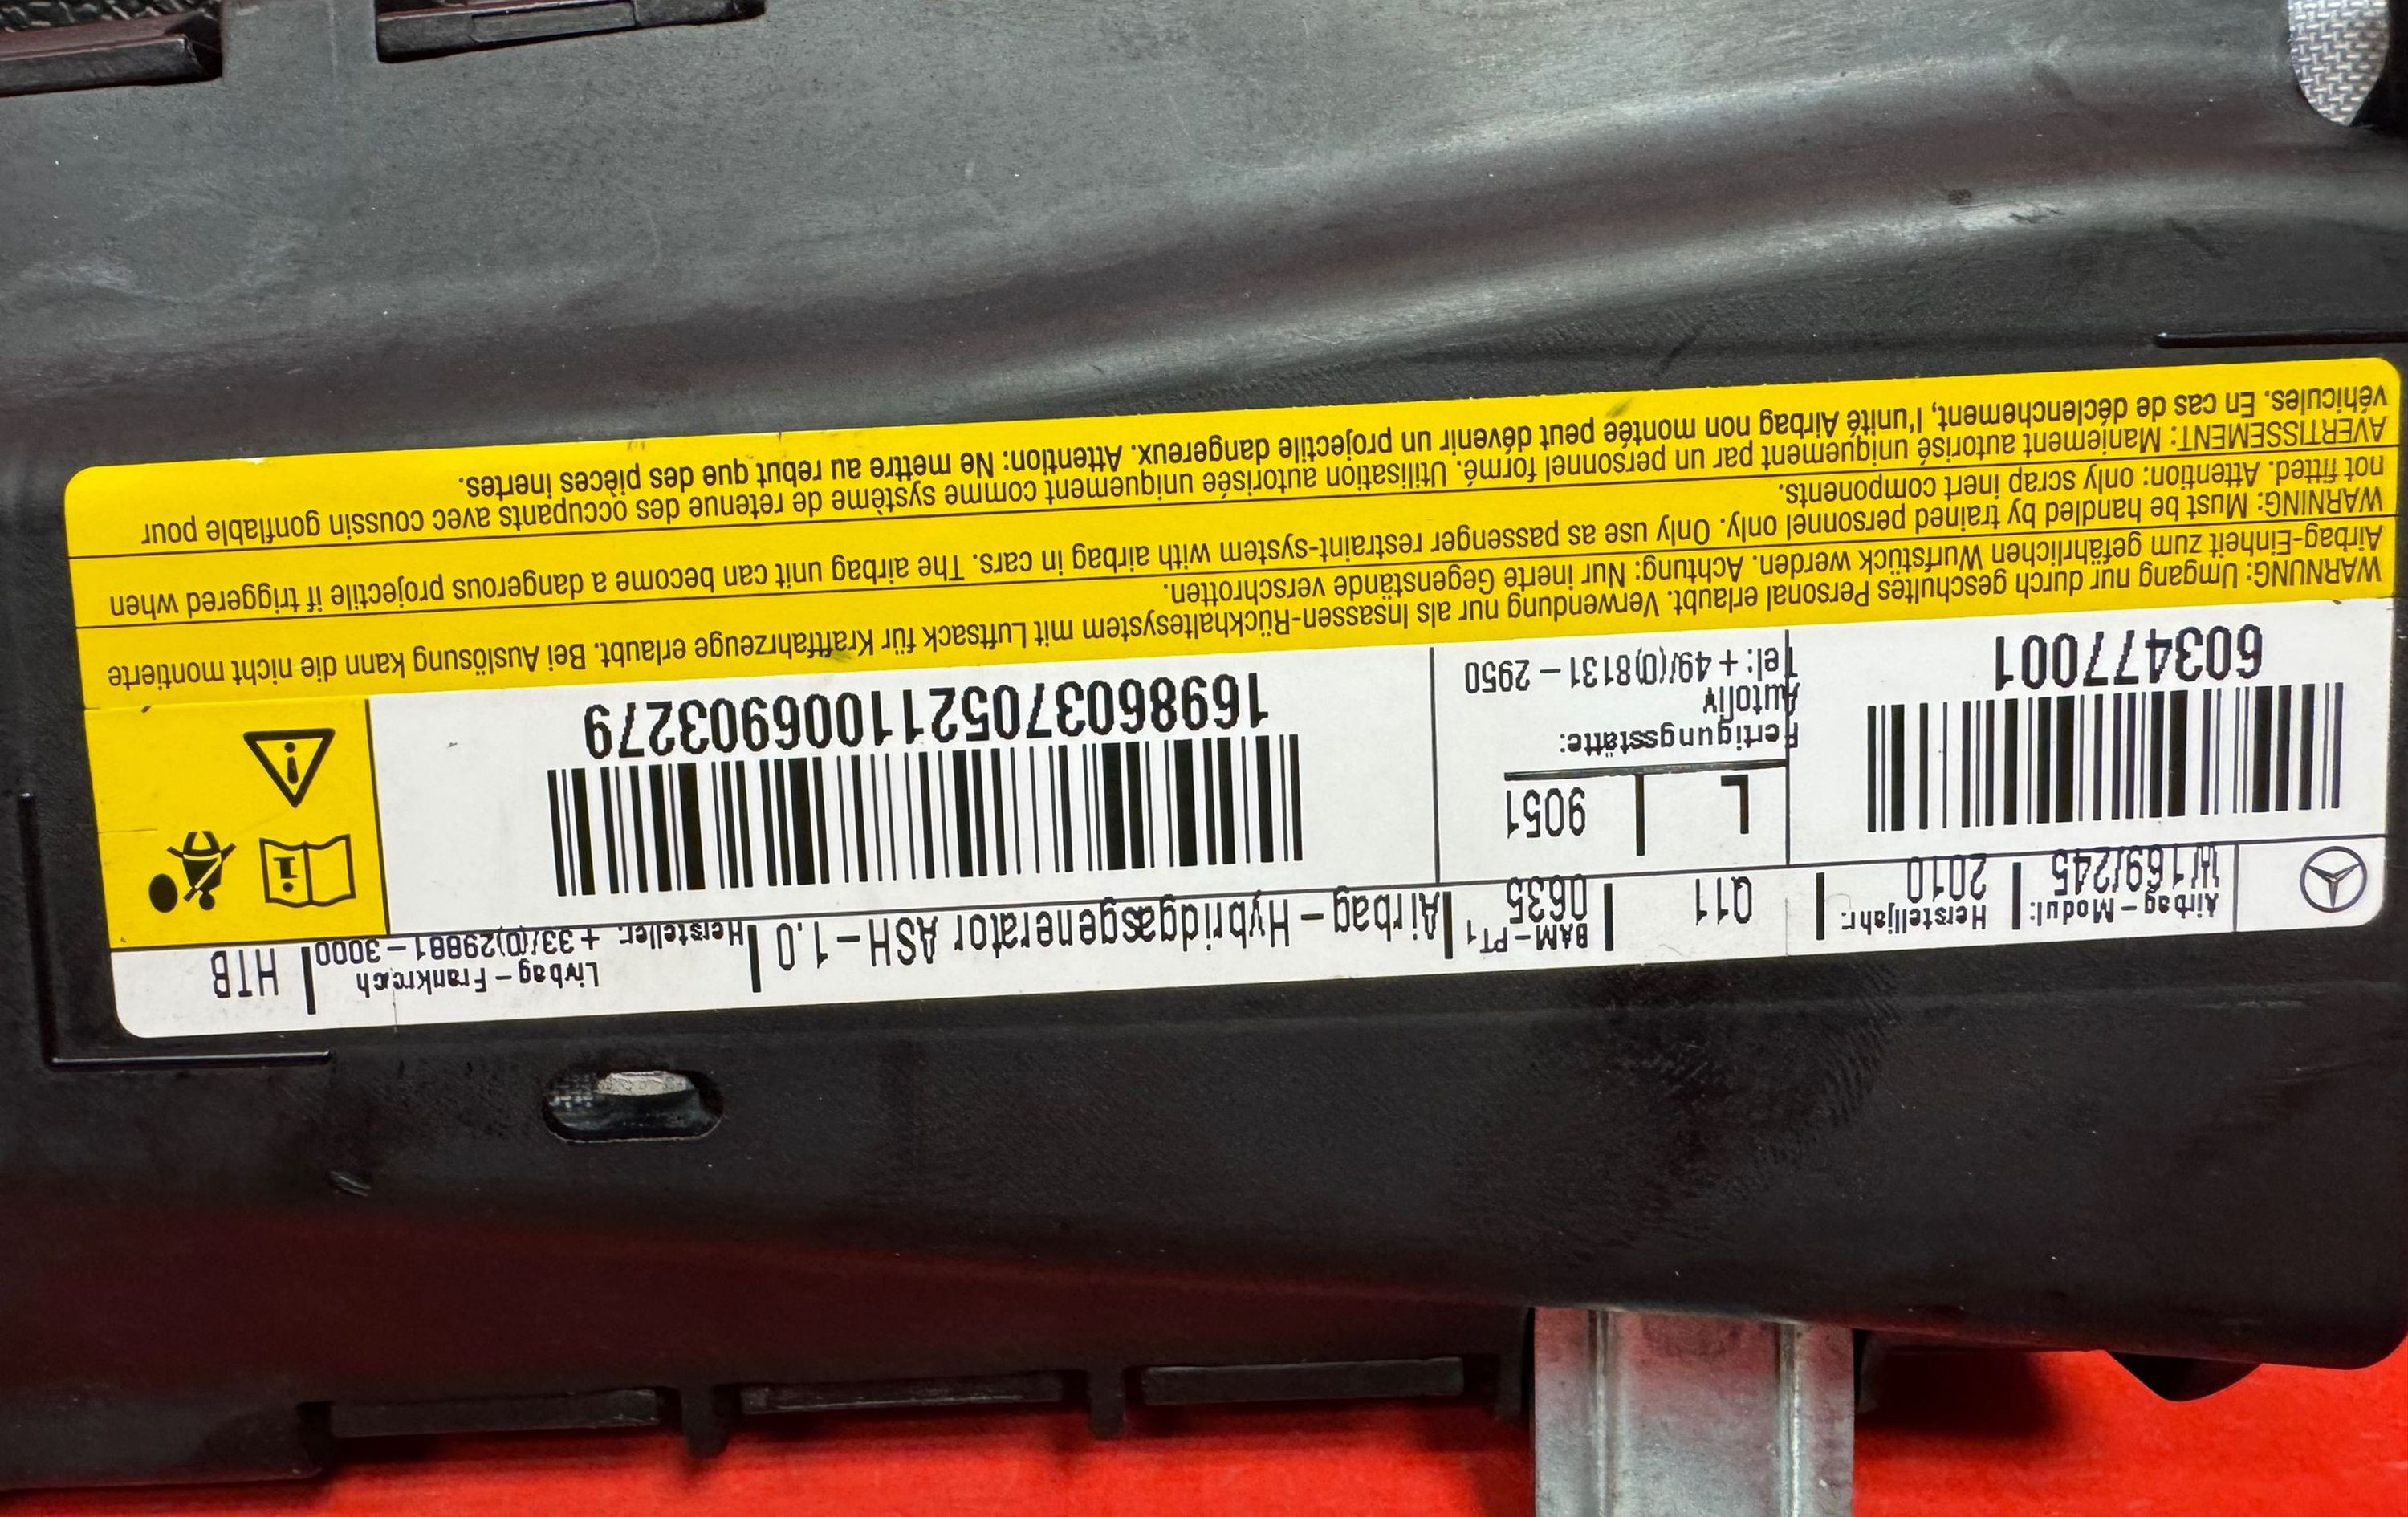 Airbag–Modul: W169/245
Herstelljahr: 2010
Q11
BAM–PT1 0635
Airbag–Hybridgasgenerator ASH–1.0
Hersteller: Livbag–Frankreich
+33/(0)29881–3000
HTB
603477001
L 9051
Fertigungsstätte:
Autoliv
Tel: +49/(0)8131–2950
1698603705211006903279
WARNUNG: Umgang nur durch geschultes Personal erlaubt. Verwendung nur als Insassen-Rückhaltesystem mit Luftsack für Kraftfahrzeuge erlaubt. Bei Auslösung kann die nicht montierte
Airbag-Einheit zum gefährlichen Wurfstück werden. Achtung: Nur inerte Gegenstände verschrotten.
WARNING: Must be handled by trained personnel only. Only use as passenger restraint-system with airbag in cars. The airbag unit can become a dangerous projectile if triggered when
not fitted. Attention: only scrap inert components.
AVERTISSEMENT: Maniement autorisé uniquement par un personnel formé. Utilisation autorisée uniquement comme système de retenue des occupants avec coussin gonflable pour
véhicules. En cas de déclenchement, l'unité Airbag non montée peut dévenir un projectile dangereux. Attention: Ne mettre au rebut que des pièces inertes.